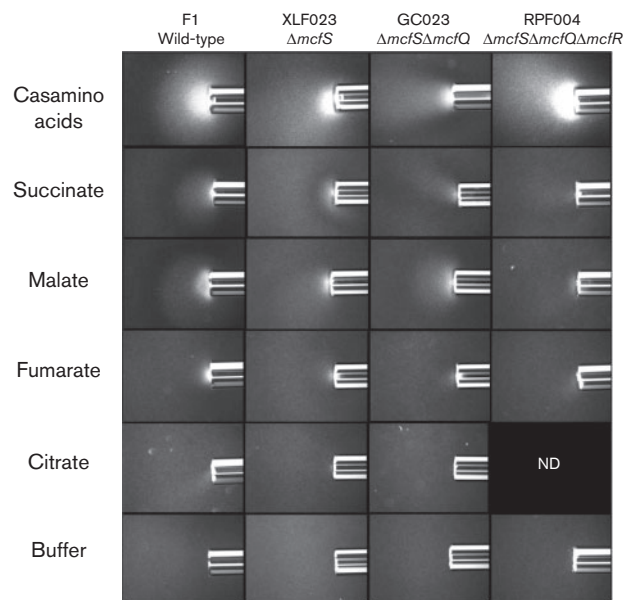 F1
Wild-type
XLF023
ΔmcfS
GC023
ΔmcfSΔmcfQ
RPF004
ΔmcfSΔmcfQΔmcfR
Casamino
acids
Succinate
Malate
Fumarate
Citrate
ND
Buffer